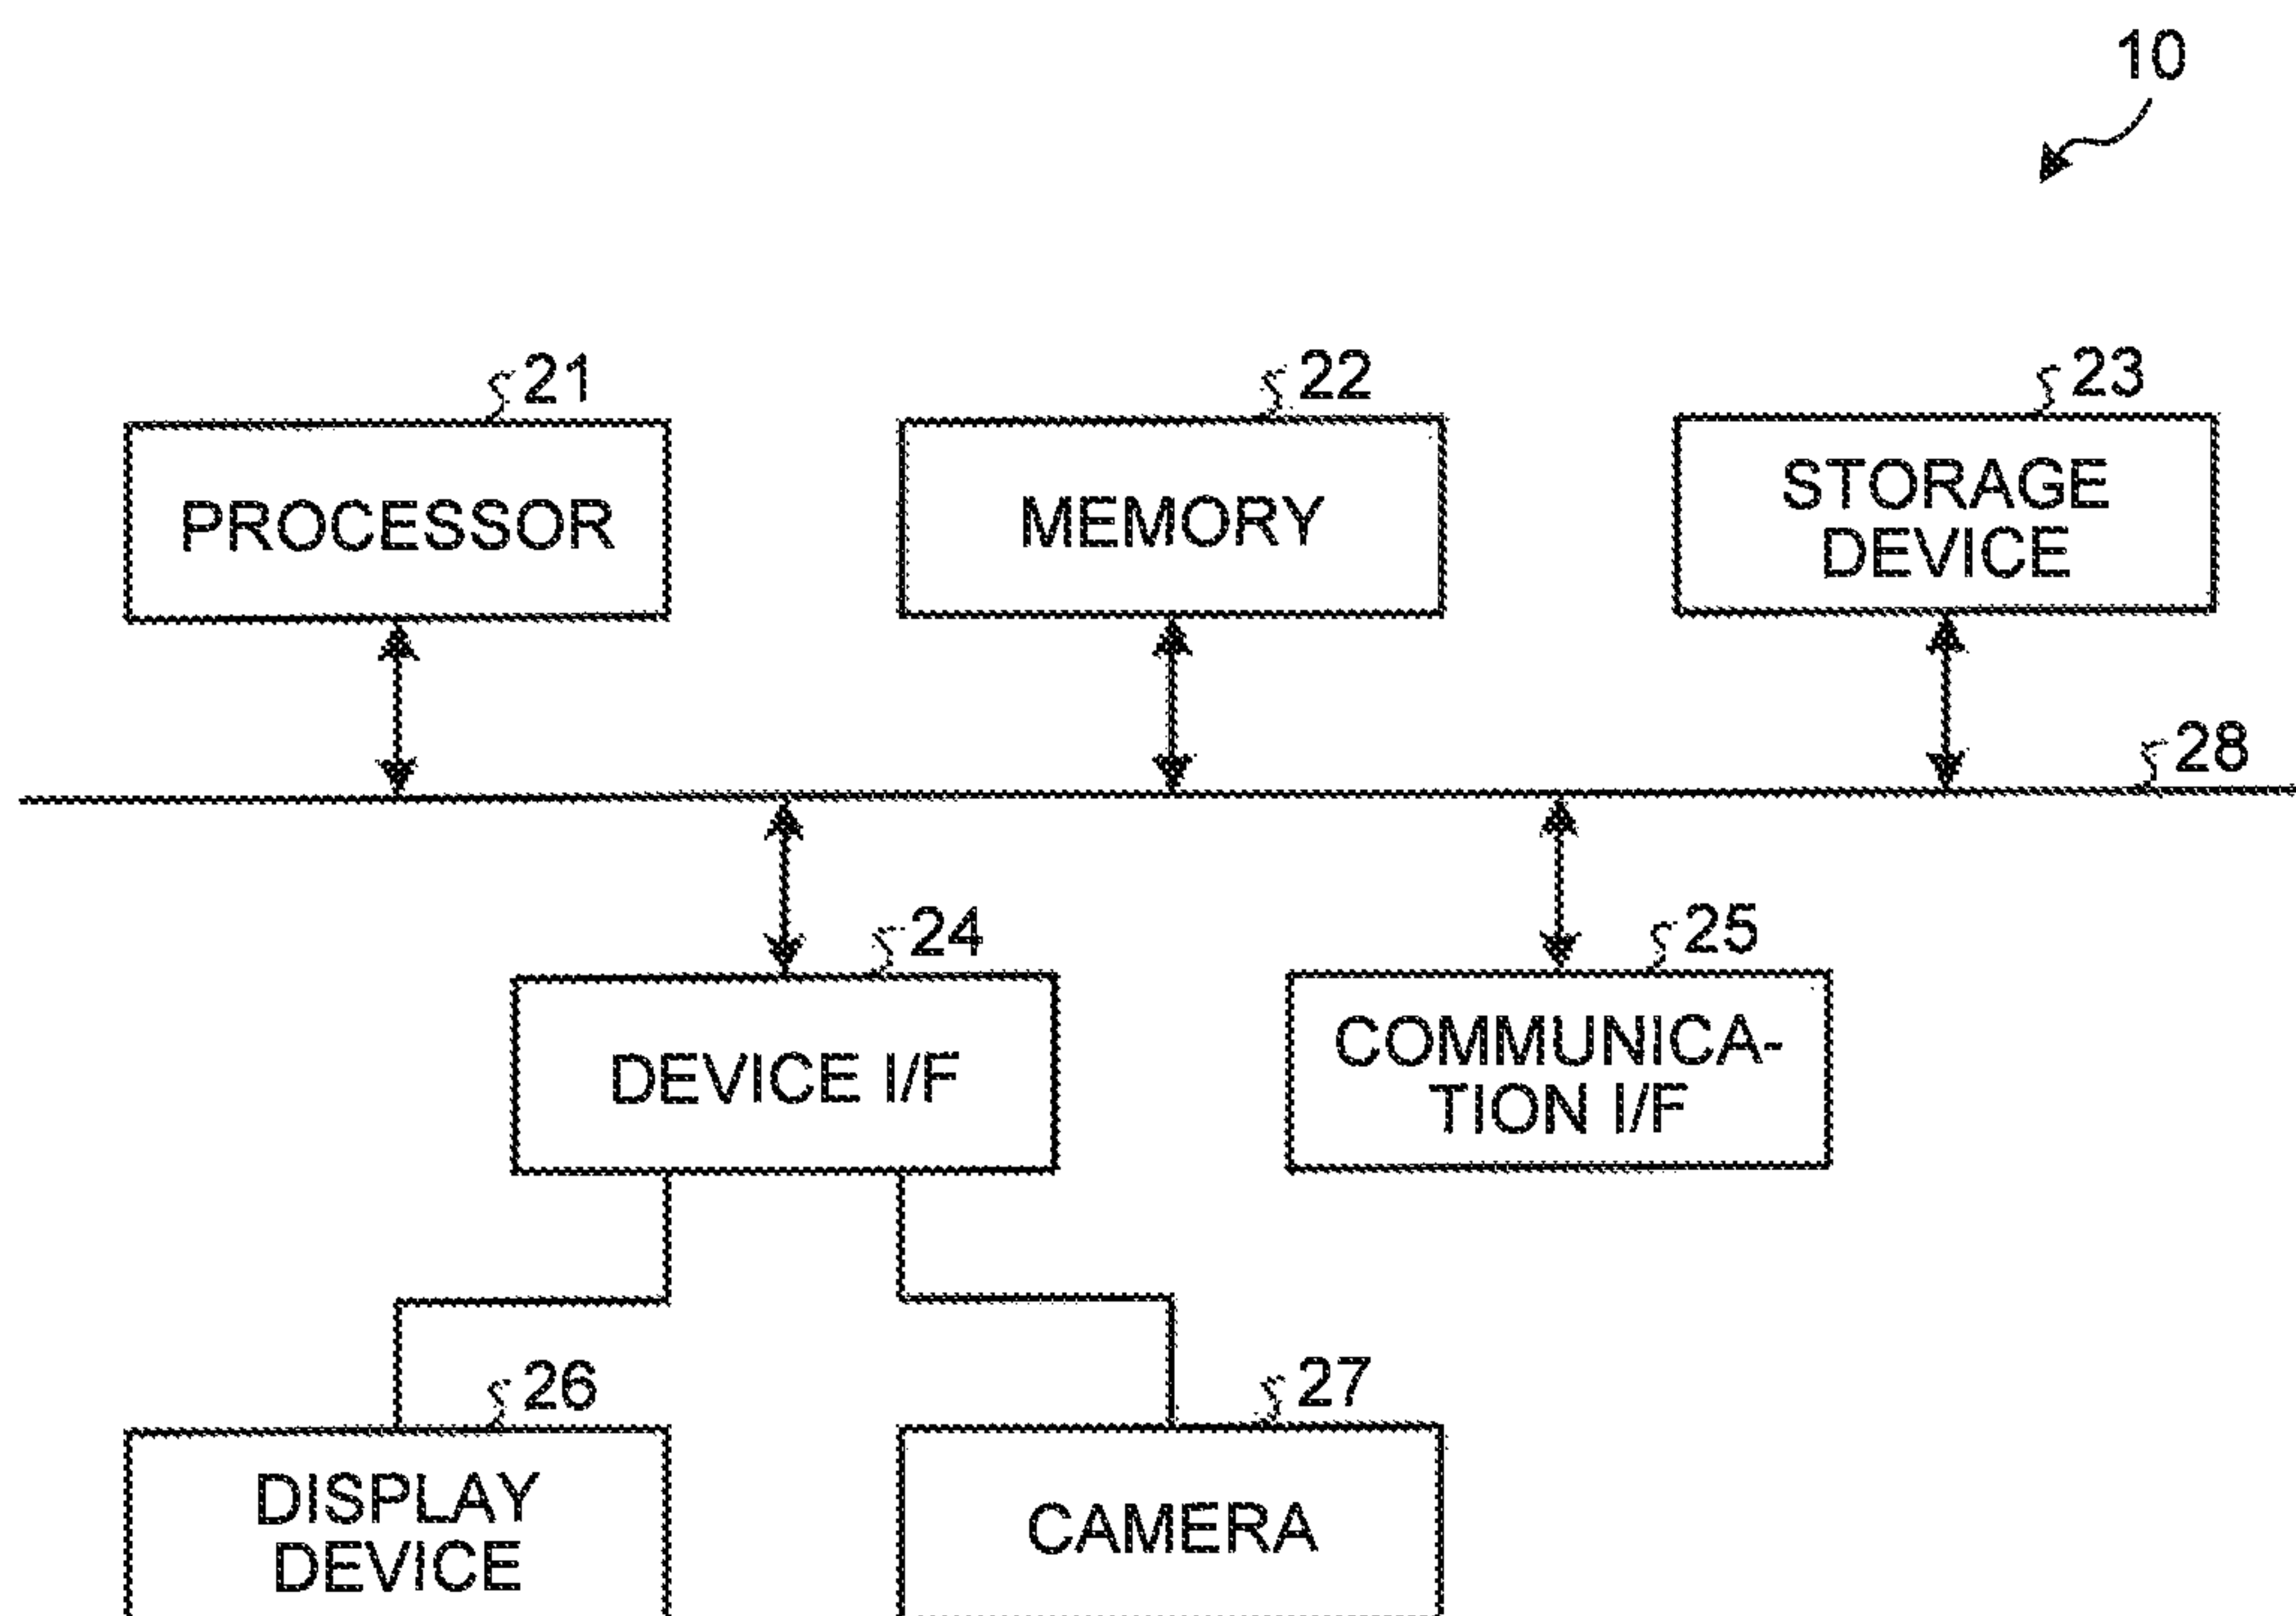 10
21
22
23
PROCESSOR
MEMORY
STORAGE
DEVICE
28
24
25
DEVICE I/F
COMMUNICA-
TION I/F
26
27
DISPLAY
DEVICE
CAMERA